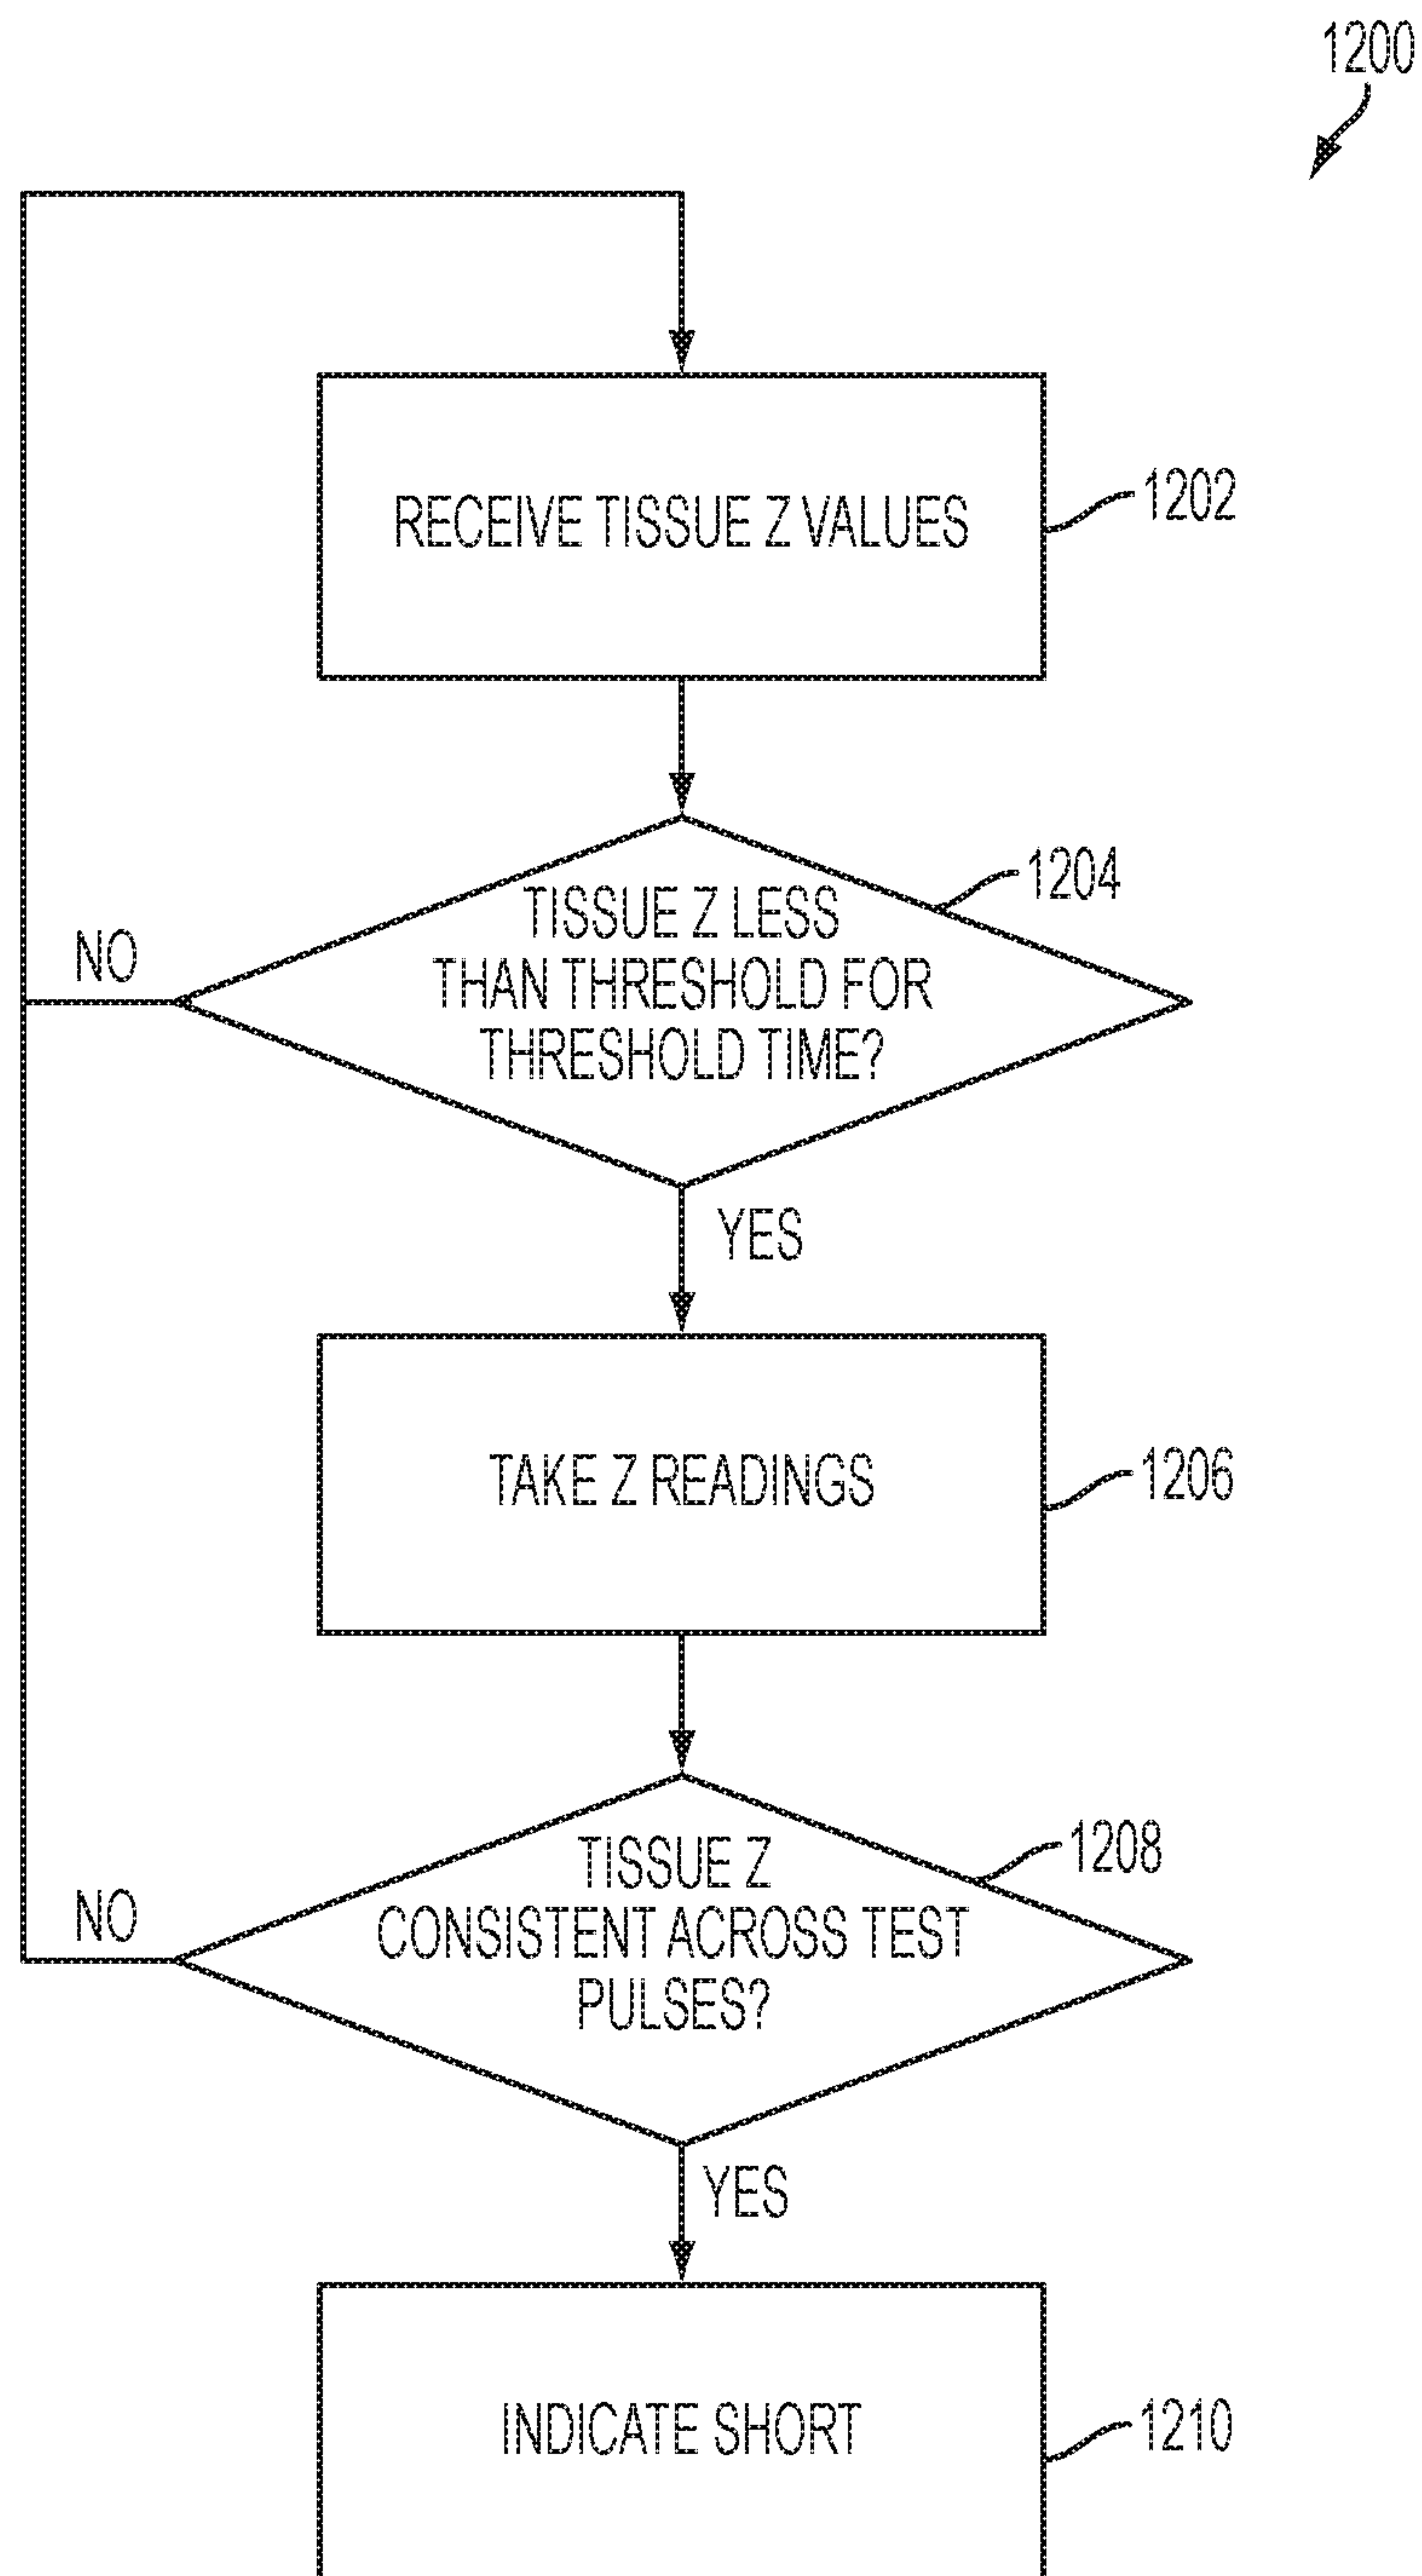 1200
RECEIVE TISSUE Z VALUES
1202
TISSUE Z LESS
THAN THRESHOLD FOR
THRESHOLD TIME?
1204
NO
YES
TAKE Z READINGS
1206
TISSUE Z
CONSISTENT ACROSS TEST
PULSES?
1208
NO
YES
INDICATE SHORT
1210